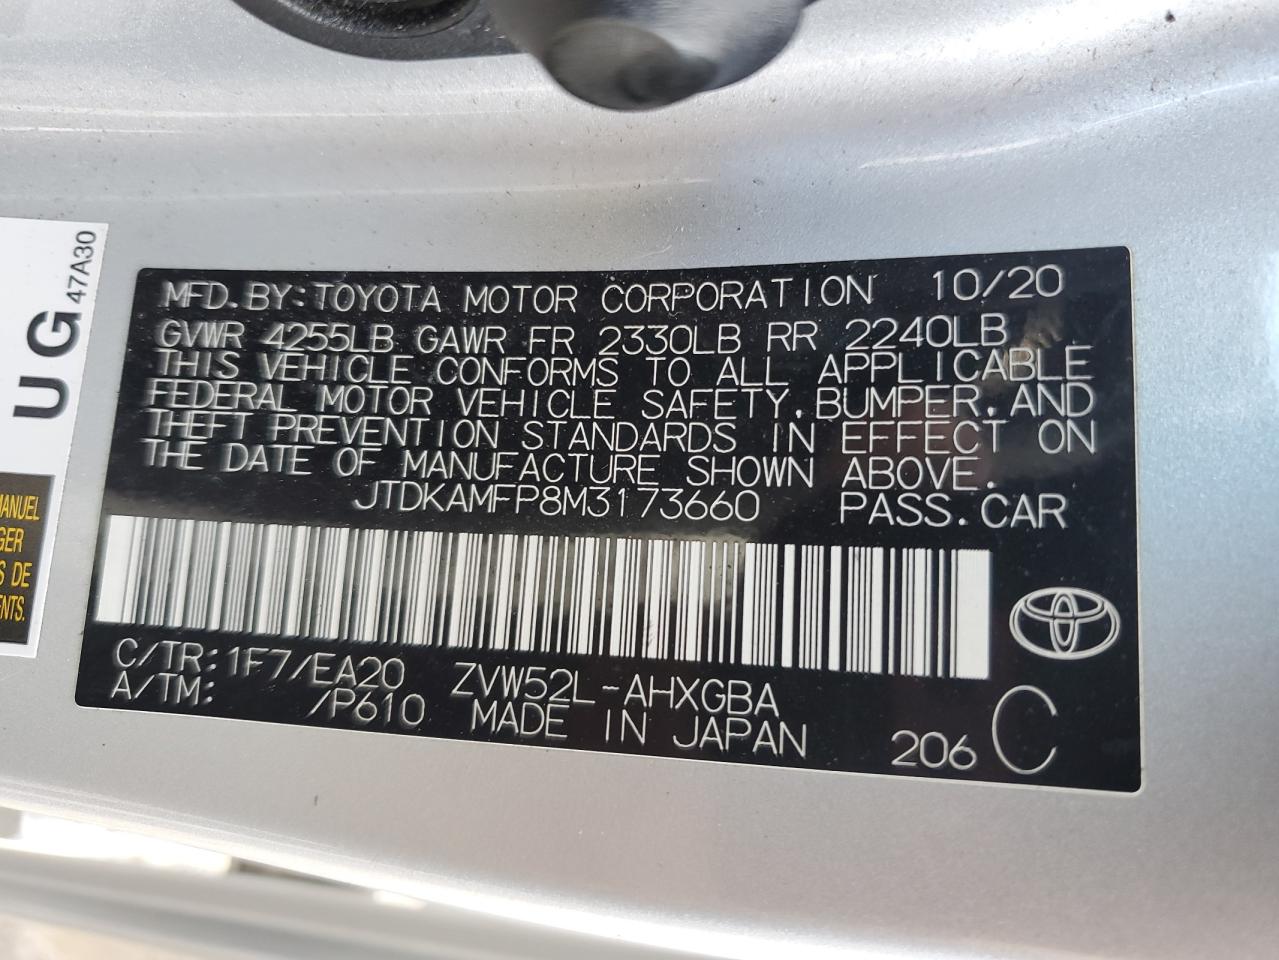 47A30
UG
MANUEL
GER
S DE
ENTS.
MFD.BY:TOYOTA MOTOR CORPORATION 10/20
GVWR 4255LB GAWR FR 2330LB RR 2240LB
THIS VEHICLE CONFORMS TO ALL APPLICABLE
FEDERAL MOTOR VEHICLE SAFETY,BUMPER,AND
THEFT PREVENTION STANDARDS IN EFFECT ON
THE DATE OF MANUFACTURE SHOWN ABOVE.
JTDKAMFP8M3173660 PASS.CAR
C/TR:1F7/EA20 ZVW52L-AHXGBA
A/TM: /P610 MADE IN JAPAN 206 C